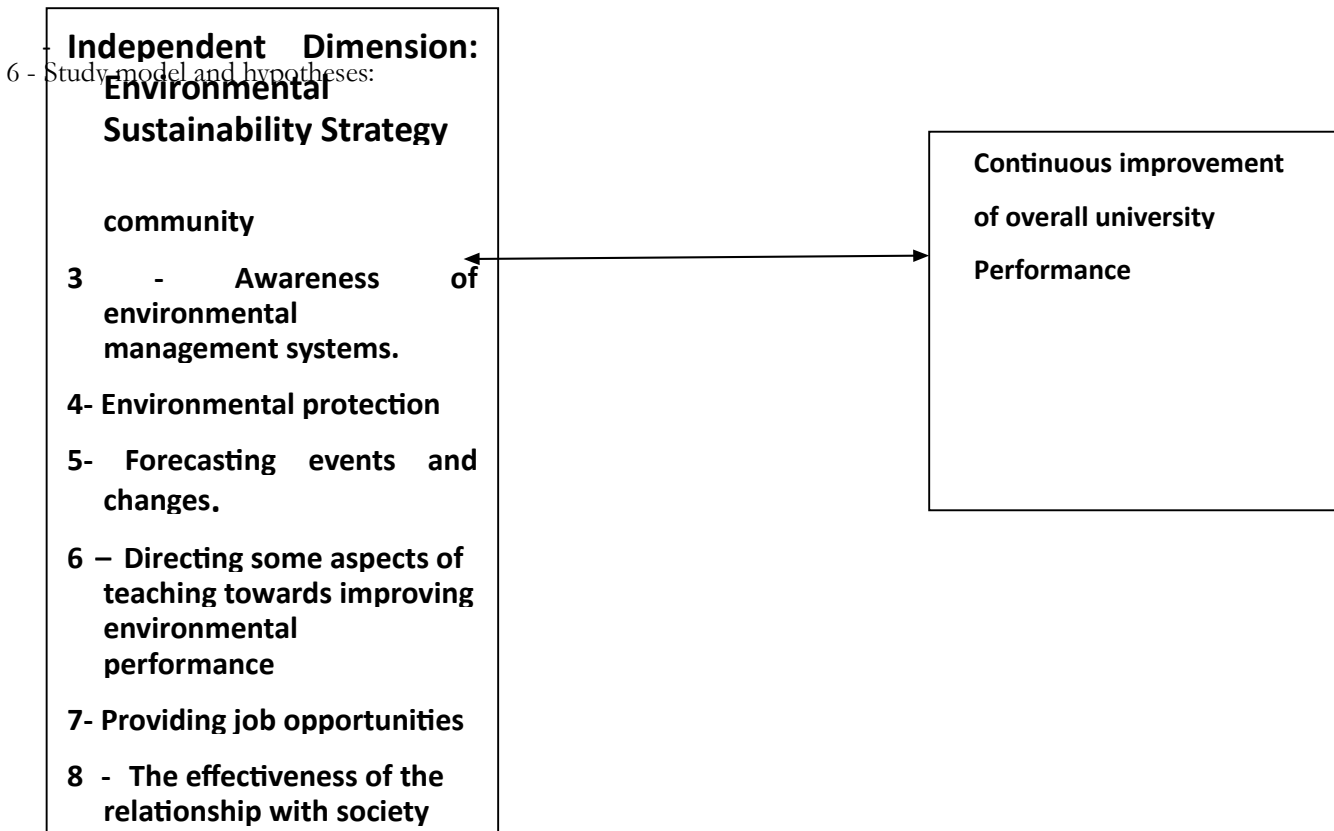 6 - Study model and hypotheses:
- Independent Dimension:
Environmental
Sustainability Strategy
community
3 - Awareness of
environmental
management systems.
4- Environmental protection
5- Forecasting events and
changes.
6 – Directing some aspects of
teaching towards improving
environmental
performance
7- Providing job opportunities
8 - The effectiveness of the
relationship with society
Continuous improvement
of overall university
Performance